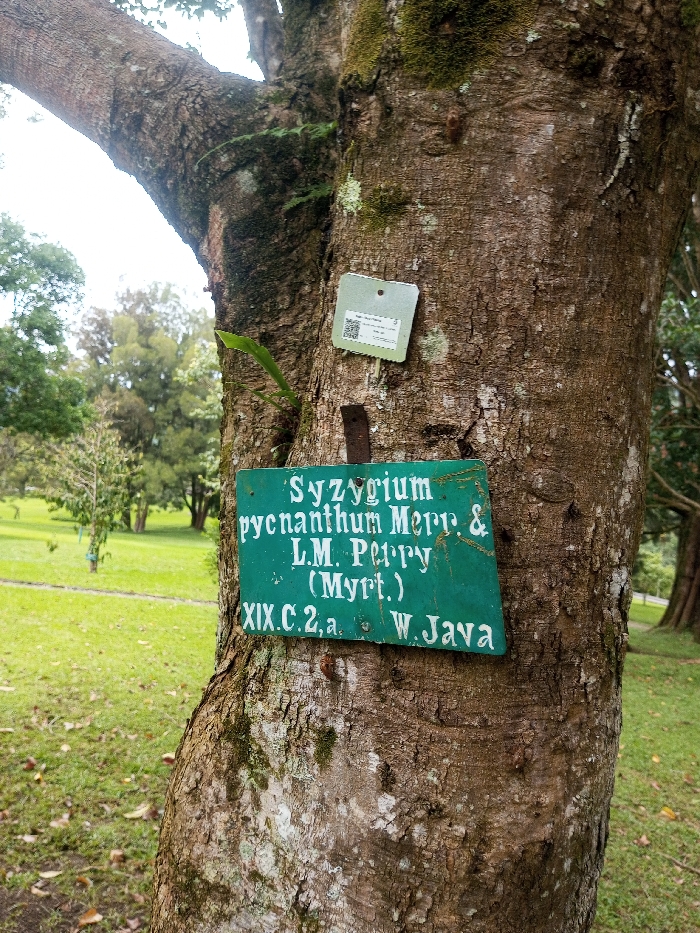 Syzygium
pycnanthum Merr. &
L.M. Perry
(Myrt.)
XIX.C.2,a. W. Java